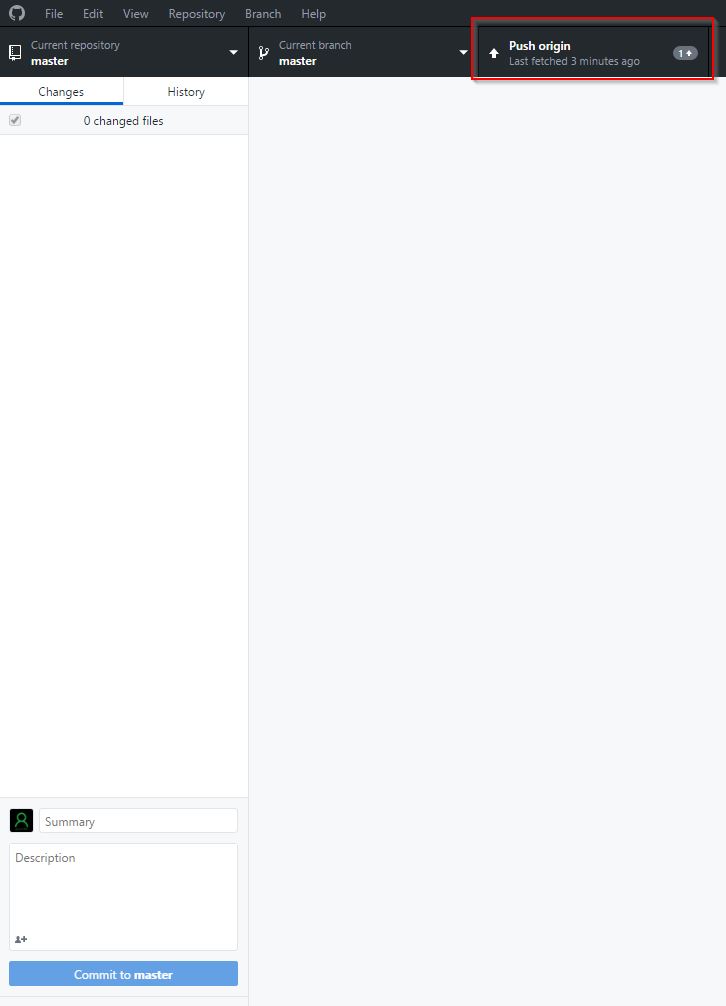 File Edit View Repository Branch Help
Current repository
master
Current branch
master
Push origin
Last fetched 3 minutes ago
1
Changes History
0 changed files
Summary
Description
Commit to master